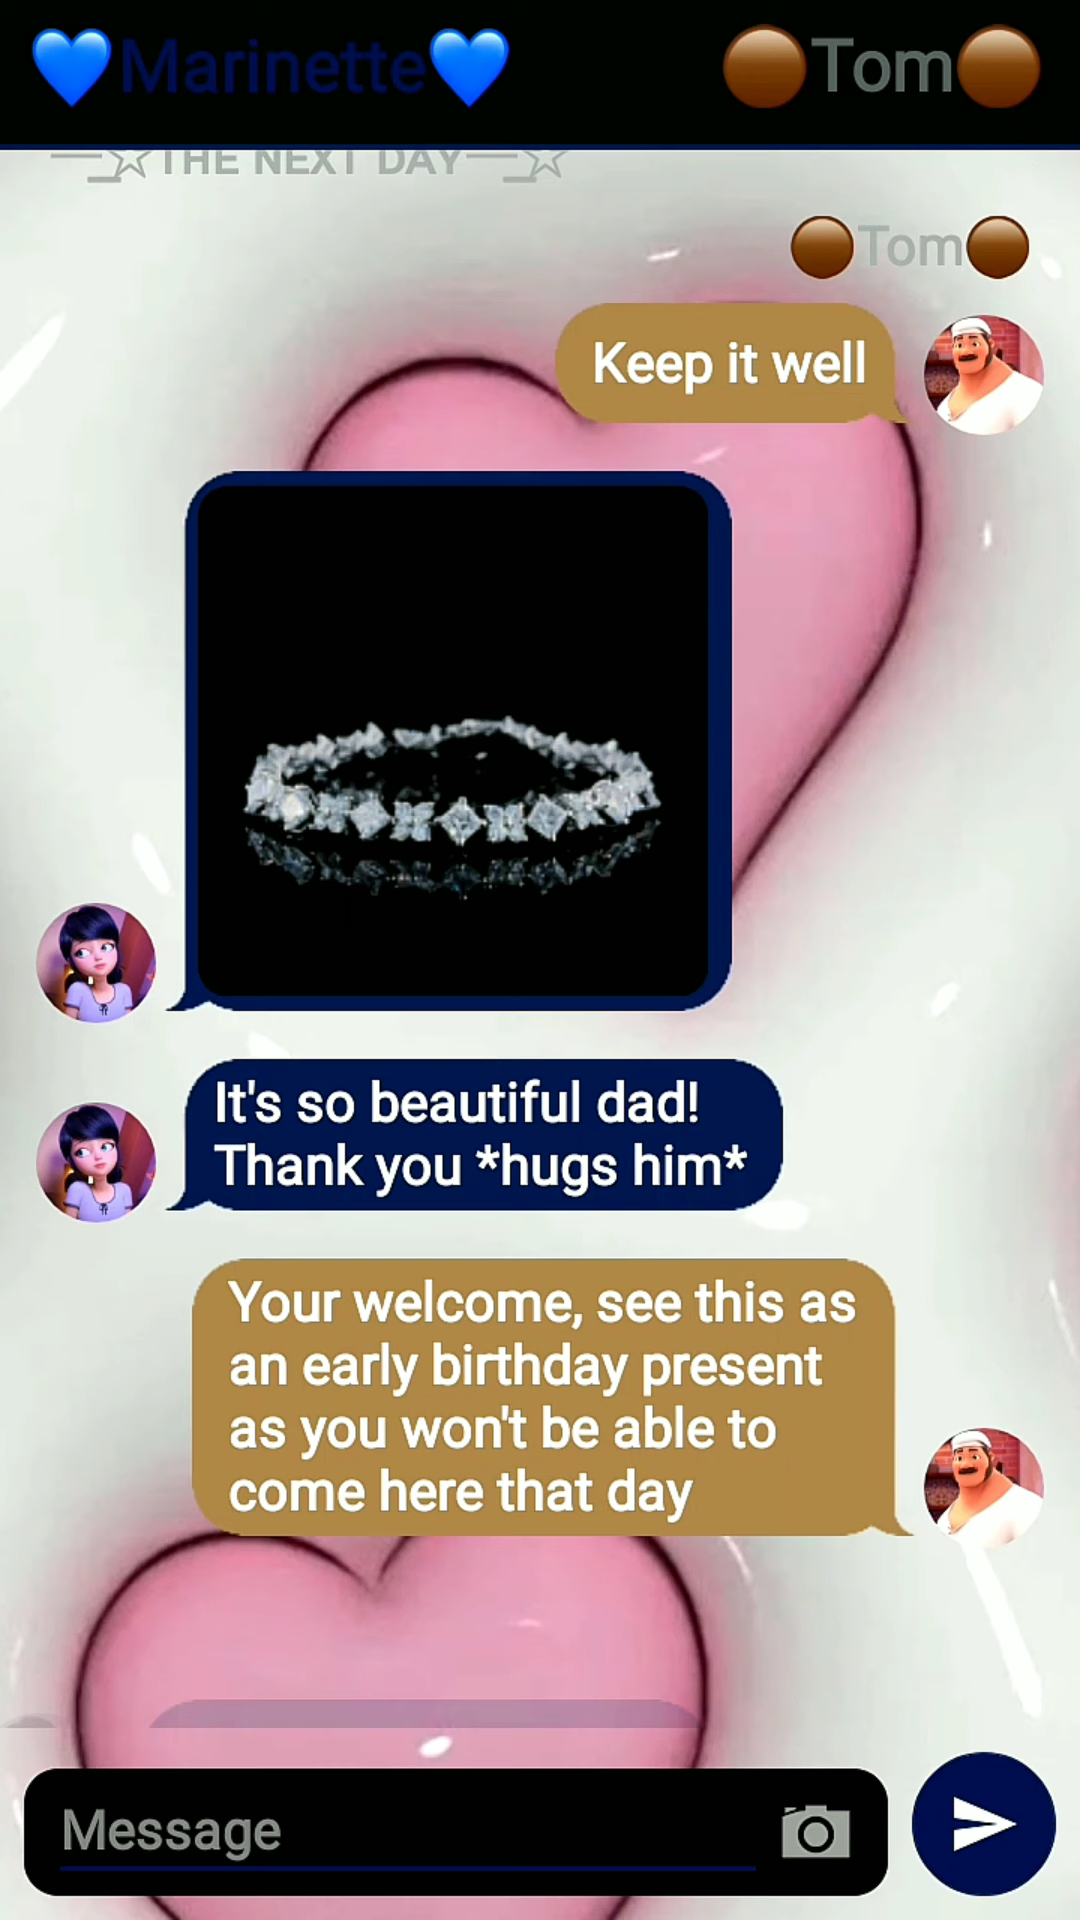 💙Marinette💙 🟤Tom🟤
—͟͟͞͞☆THE NEXT DAY—͟͟͞͞☆
🟤Tom🟤
Keep it well
It's so beautiful dad!
Thank you *hugs him*
Your welcome, see this as
an early birthday present
as you won't be able to
come here that day
Message